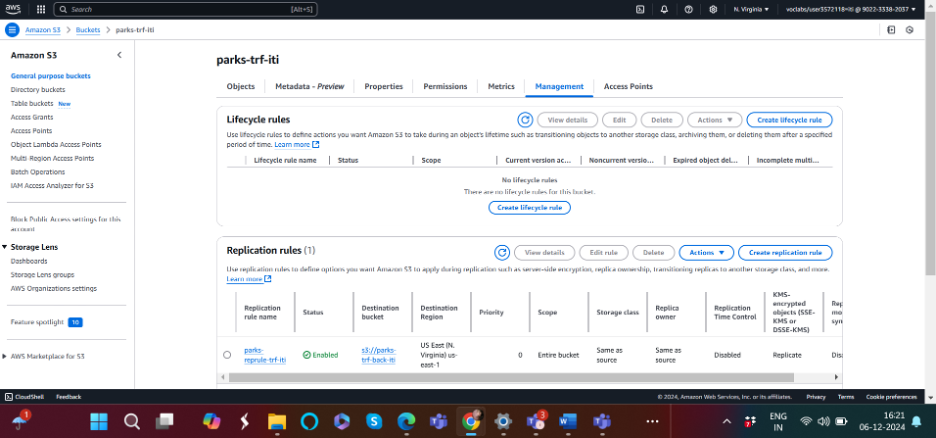 aws
Search
[Alt+S]
N. Virginia
voclabs/user3572118=iti @ 9022-3338-2037
Amazon S3 > Buckets > parks-trf-iti
Amazon S3
General purpose buckets
Directory buckets
Table buckets New
Access Grants
Access Points
Object Lambda Access Points
Multi-Region Access Points
Batch Operations
IAM Access Analyzer for S3
Block Public Access settings for this
account
Storage Lens
Dashboards
Storage Lens groups
AWS Organizations settings
Feature spotlight 10
AWS Marketplace for S3
parks-trf-iti
Objects
Metadata - Preview
Properties
Permissions
Metrics
Management
Access Points
Lifecycle rules
View details
Edit
Delete
Actions
Create lifecycle rule
Use lifecycle rules to define actions you want Amazon S3 to take during an object's lifetime such as transitioning objects to another storage class, archiving them, or deleting them after a specified
period of time. Learn more
Lifecycle rule name
Status
Scope
Current version ac...
Noncurrent versio...
Expired object del...
Incomplete multi...
No lifecycle rules
There are no lifecycle rules for this bucket.
Create lifecycle rule
Replication rules (1)
View details
Edit rule
Delete
Actions
Create replication rule
Use replication rules to define options you want Amazon S3 to apply during replication such as server-side encryption, replica ownership, transitioning replicas to another storage class, and more.
Learn more
Replication
rule name
Status
Destination
bucket
Destination
Region
Priority
Scope
Storage class
Replica
owner
Replication
Time Control
KMS-
encrypted
objects (SSE-
KMS or
DSSE-KMS)
parks-
reprule-trf-iti
Enabled
s3://parks-
trf-back-iti
US East (N.
Virginia) us-
east-1
0
Entire bucket
Same as
source
Same as
source
Disabled
Replicate
CloudShell
Feedback
© 2024, Amazon Web Services, Inc. or its affiliates.
Privacy
Terms
Cookie preferences
1
3
ENG
IN
16:21
06-12-2024